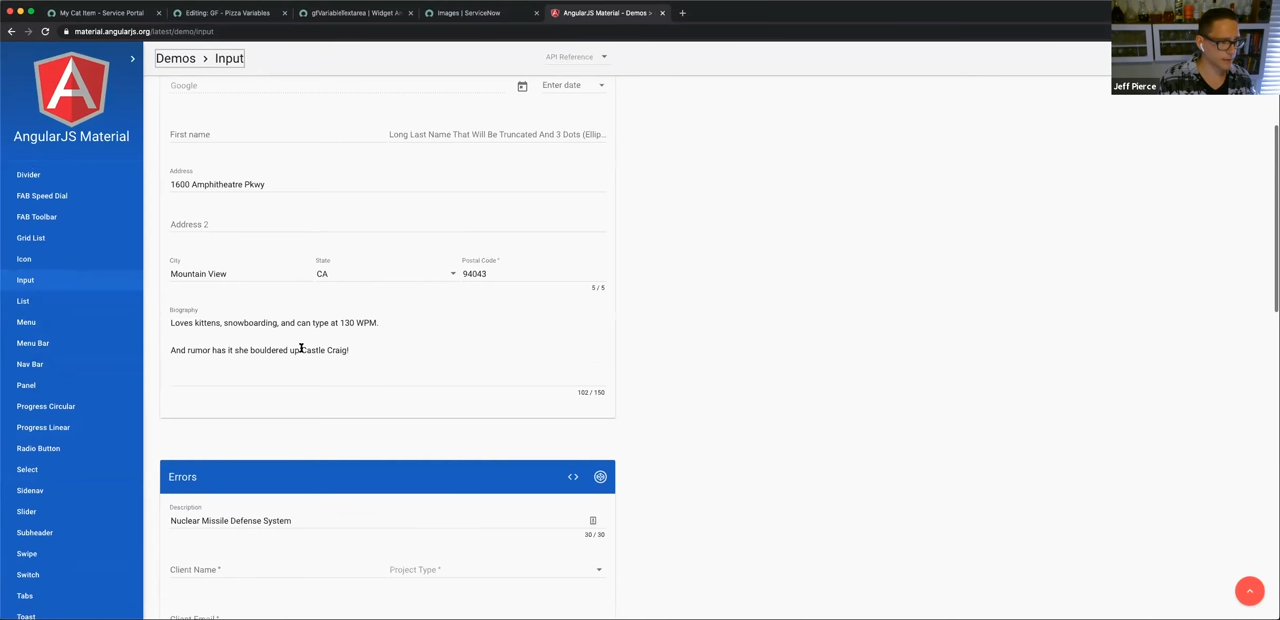 My Cat Item - Service Portal
Editing: GF - Pizza Variables
gfVariableTextarea | Widget A
Images | ServiceNow
AngularJS Material - Demos >
material.angularjs.org/latest/demo/input
Jeff Pierce
AngularJS Material
Divider
FAB Speed Dial
FAB Toolbar
Grid List
Icon
Input
List
Menu
Menu Bar
Nav Bar
Panel
Progress Circular
Progress Linear
Radio Button
Select
Sidenav
Slider
Subheader
Swipe
Switch
Tabs
Toast
Demos > Input
API Reference
Google
Enter date
First name
Long Last Name That Will Be Truncated And 3 Dots (Ellip...
Address
1600 Amphitheatre Pkwy
Address 2
City
State
Postal Code *
Mountain View
CA
94043
5 / 5
Biography
Loves kittens, snowboarding, and can type at 130 WPM.
And rumor has it she bouldered up Castle Craig!
102 / 150
Errors
Description
Nuclear Missile Defense System
30 / 30
Client Name *
Project Type *
Client Email *